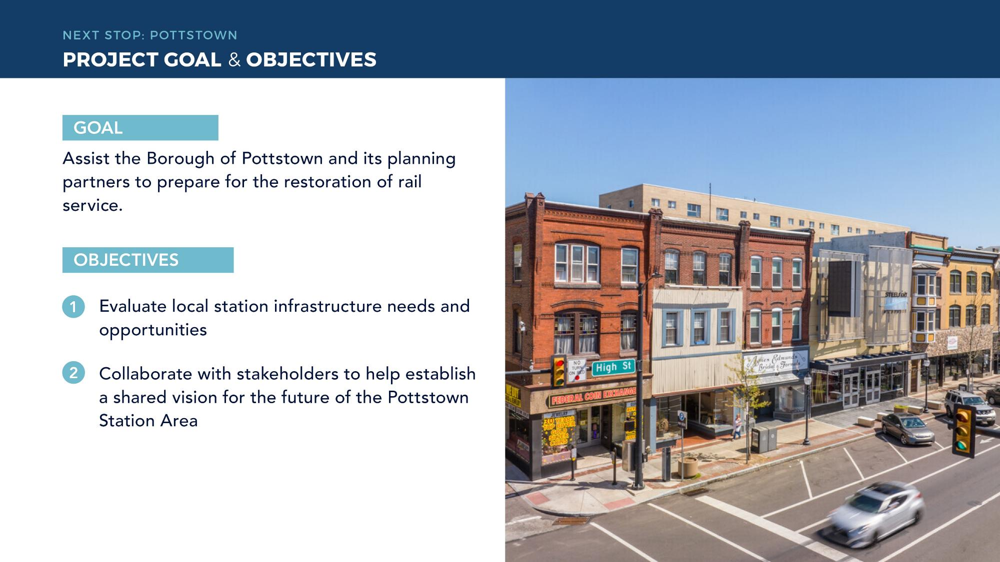 NEXT STOP: POTTSTOWN
PROJECT GOAL & OBJECTIVES
GOAL
Assist the Borough of Pottstown and its planning
partners to prepare for the restoration of rail
service.
OBJECTIVES
1 Evaluate local station infrastructure needs and
opportunities
2 Collaborate with stakeholders to help establish
a shared vision for the future of the Pottstown
Station Area
NO
TURN
ON RED
High St
FEDERAL COIN EXCHANGE
JEWELRY
30 YEARS
TOP BUYER
GOLD
SILVER
COINS
Agnes Edmunds
Bridal & Formals